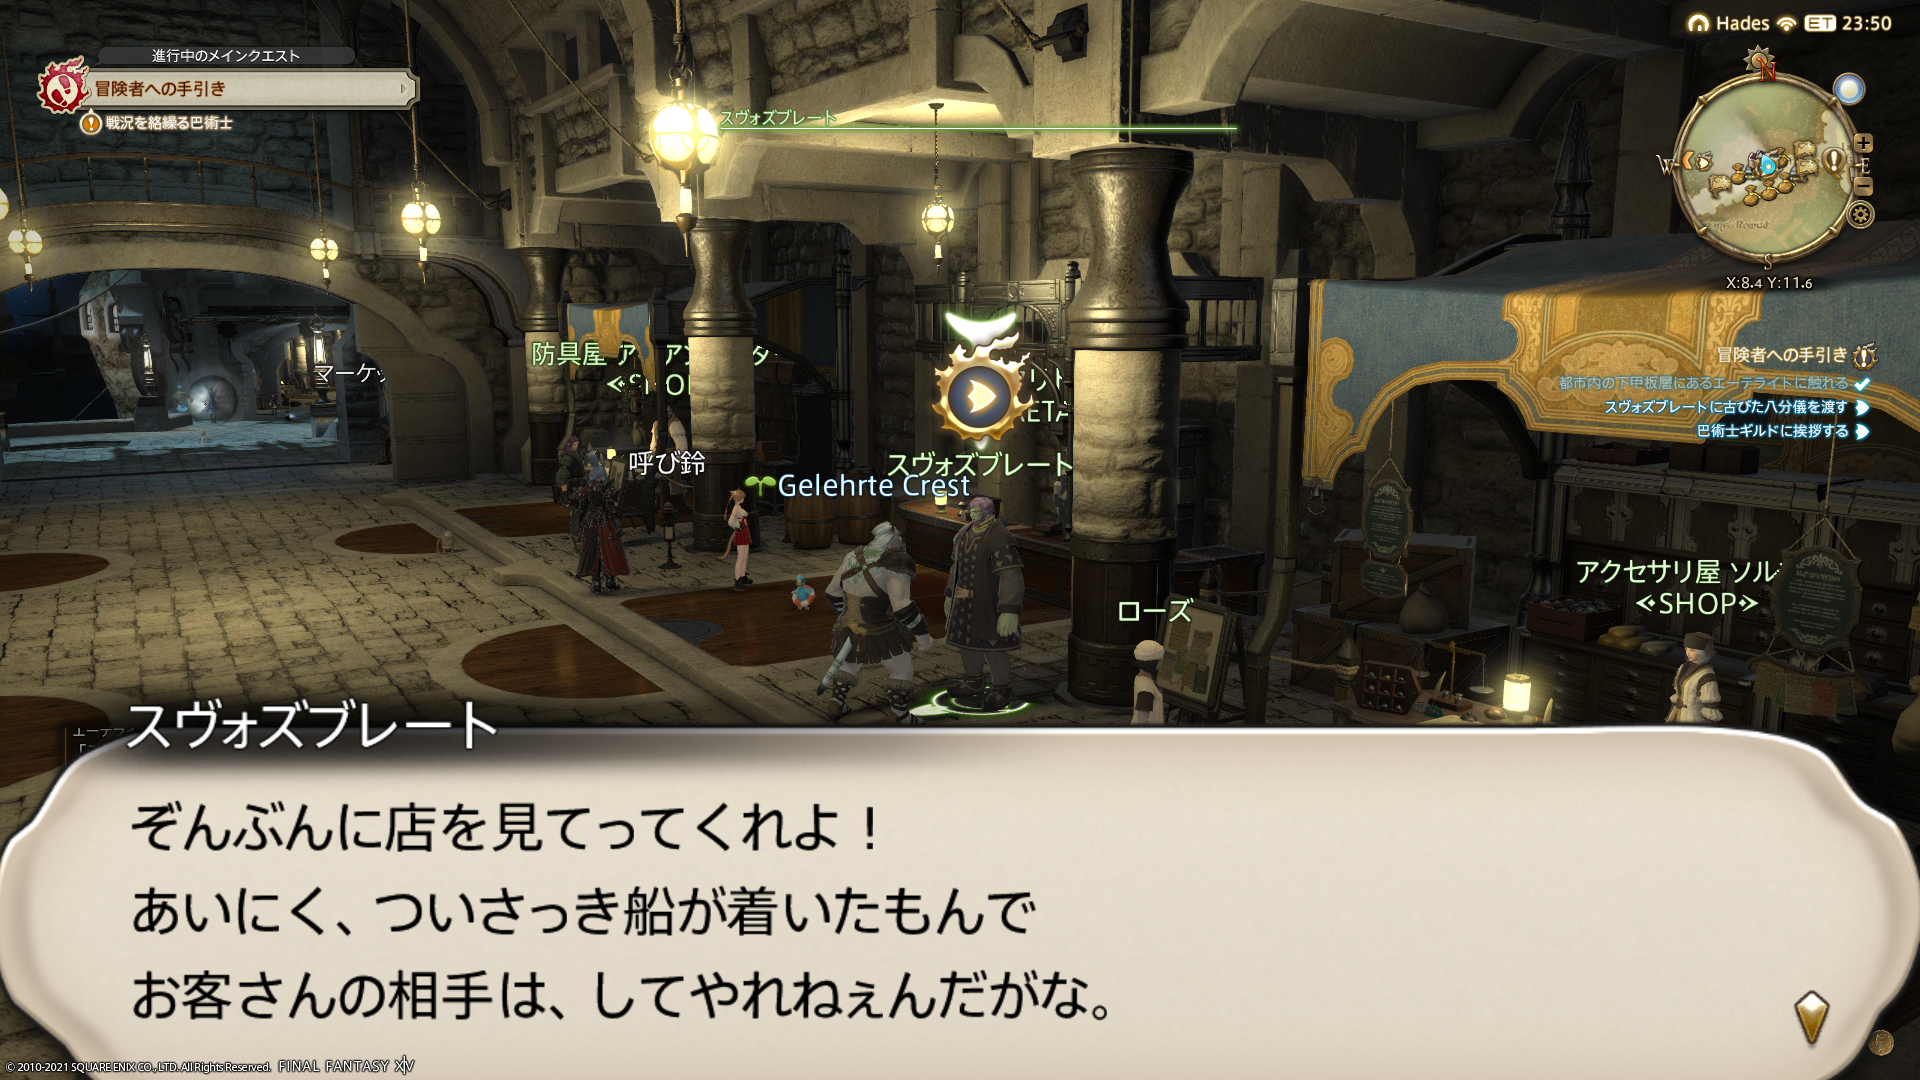 進行中のメインクエスト
冒険者への手引き
戦況を絡繰る巴術士
スヴォズブレート
Hades
ET 23:50
N
W
E
S
X:8.4 Y:11.6
冒険者への手引き
都市内の下甲板層にあるエーテライトに触れる
スヴォズブレートに古びた八分儀を渡す
巴術士ギルドに挨拶する
防具屋
マーケッ
呼び鈴
スヴォズブレート
Gelehrte Crest
ローズ
アクセサリ屋 ソル
<SHOP>
スヴォズブレート
ぞんぶんに店を見てってくれよ！
あいにく、ついさっき船が着いたもんで
お客さんの相手は、してやれねぇんだがな。
© 2010-2021 SQUARE ENIX CO., LTD. All Rights Reserved. FINAL FANTASY XIV